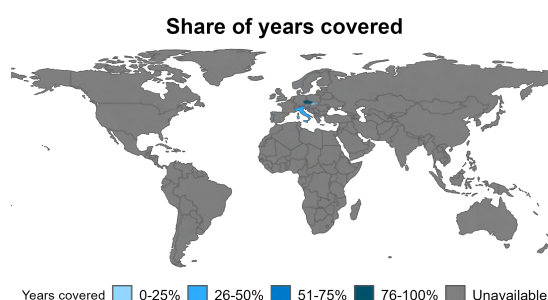 Share of years covered
Years covered 0-25% 26-50% 51-75% 76-100% Unavailable